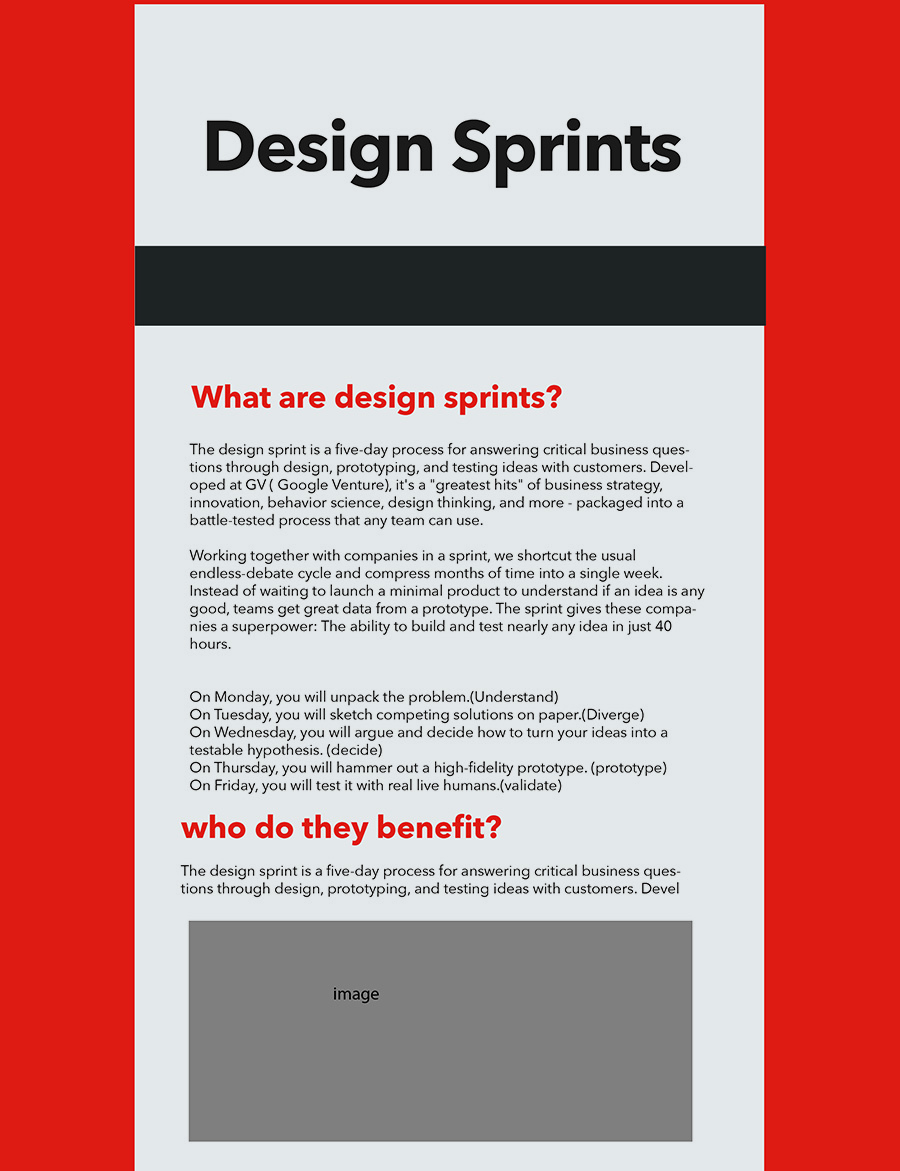 Design Sprints
What are design sprints?
The design sprint is a five-day process for answering critical business ques-
tions through design, prototyping, and testing ideas with customers. Devel-
oped at GV ( Google Venture), it's a "greatest hits" of business strategy,
innovation, behavior science, design thinking, and more - packaged into a
battle-tested process that any team can use.
Working together with companies in a sprint, we shortcut the usual
endless-debate cycle and compress months of time into a single week.
Instead of waiting to launch a minimal product to understand if an idea is any
good, teams get great data from a prototype. The sprint gives these compa-
nies a superpower: The ability to build and test nearly any idea in just 40
hours.
On Monday, you will unpack the problem.(Understand)
On Tuesday, you will sketch competing solutions on paper.(Diverge)
On Wednesday, you will argue and decide how to turn your ideas into a
testable hypothesis. (decide)
On Thursday, you will hammer out a high-fidelity prototype. (prototype)
On Friday, you will test it with real live humans.(validate)
who do they benefit?
The design sprint is a five-day process for answering critical business ques-
tions through design, prototyping, and testing ideas with customers. Devel
image